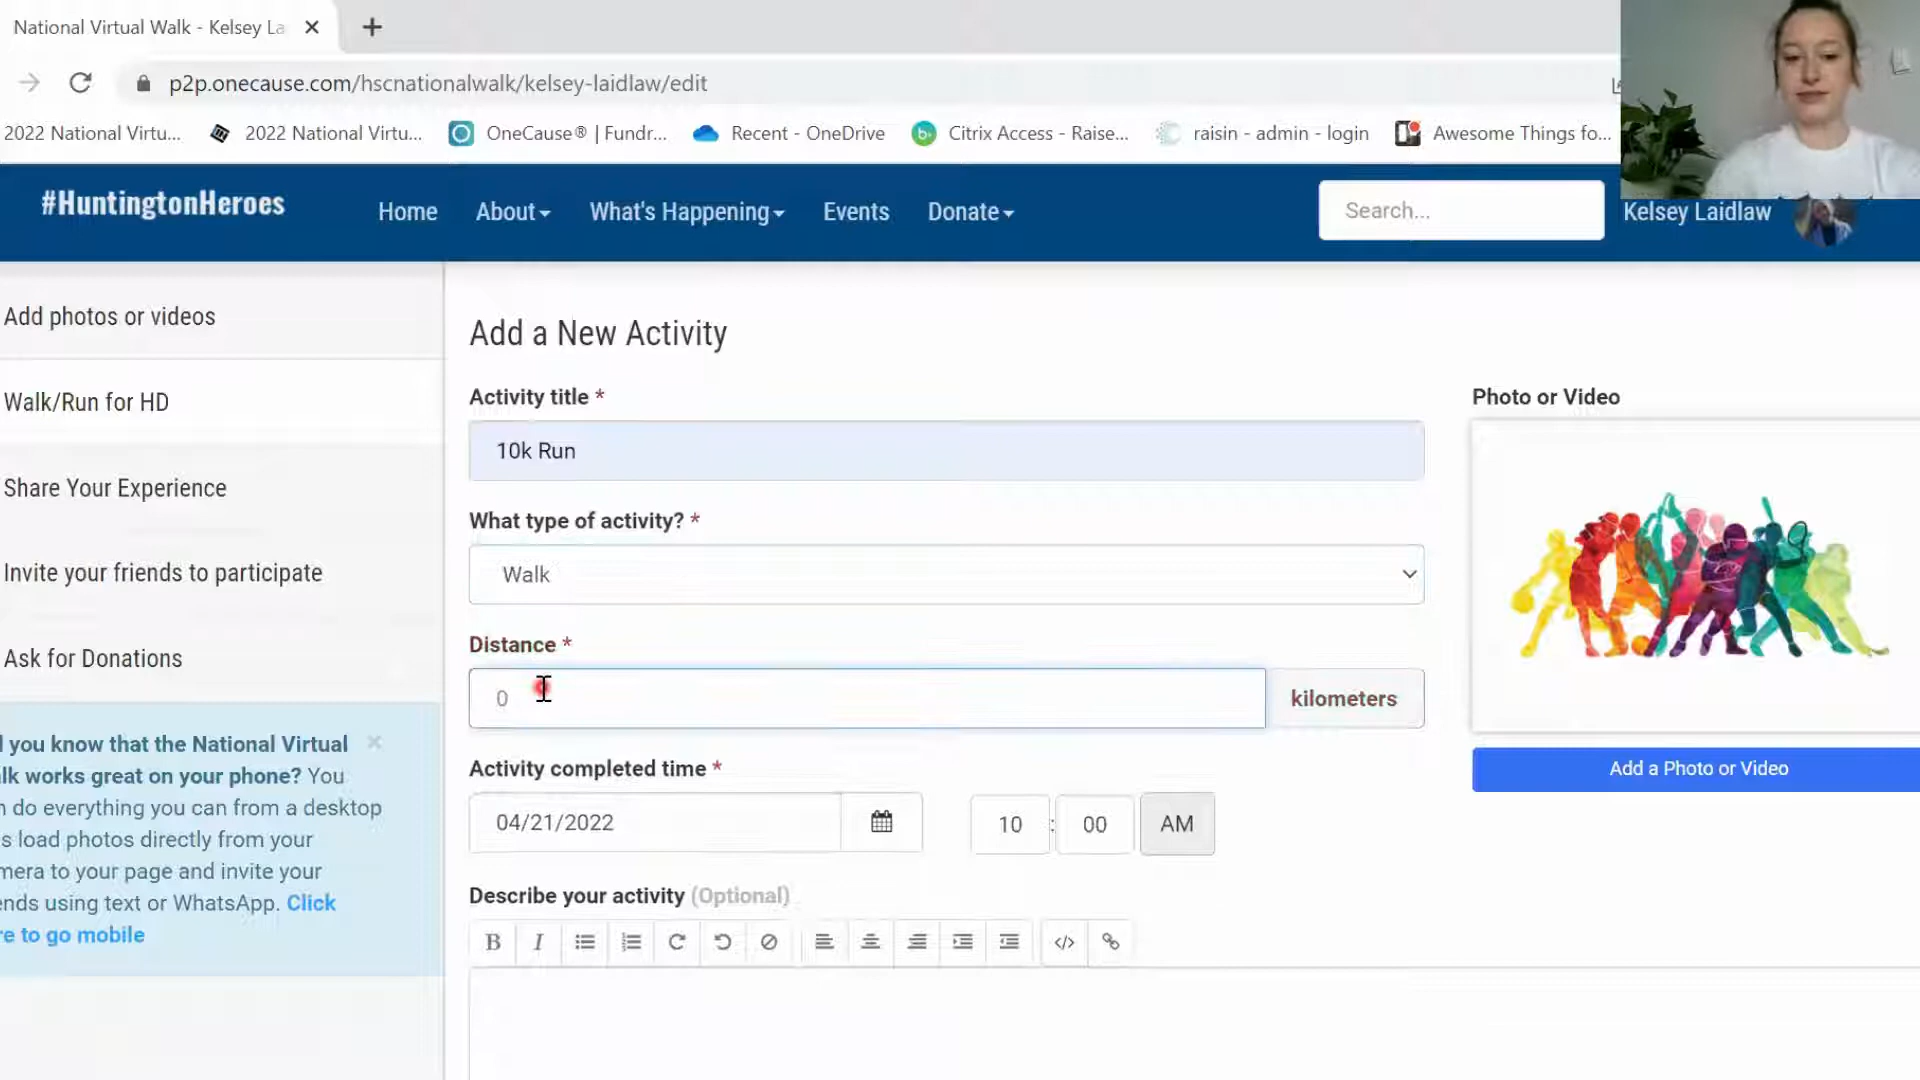 National Virtual Walk - Kelsey La
p2p.onecause.com/hscnationalwalk/kelsey-laidlaw/edit
2022 National Virtu...
2022 National Virtu...
OneCause® | Fundr...
Recent - OneDrive
Citrix Access - Raise...
raisin - admin - login
Awesome Things fo...
#HuntingtonHeroes
Home
About
What's Happening
Events
Donate
Search...
Kelsey Laidlaw
Add photos or videos
Walk/Run for HD
Share Your Experience
Invite your friends to participate
Ask for Donations
you know that the National Virtual
lk works great on your phone? You
n do everything you can from a desktop
s load photos directly from your
mera to your page and invite your
ends using text or WhatsApp. Click
re to go mobile
Add a New Activity
Activity title *
10k Run
What type of activity? *
Walk
Distance *
0
kilometers
Activity completed time *
04/21/2022
10 : 00 AM
Describe your activity (Optional)
B I
Photo or Video
Add a Photo or Video